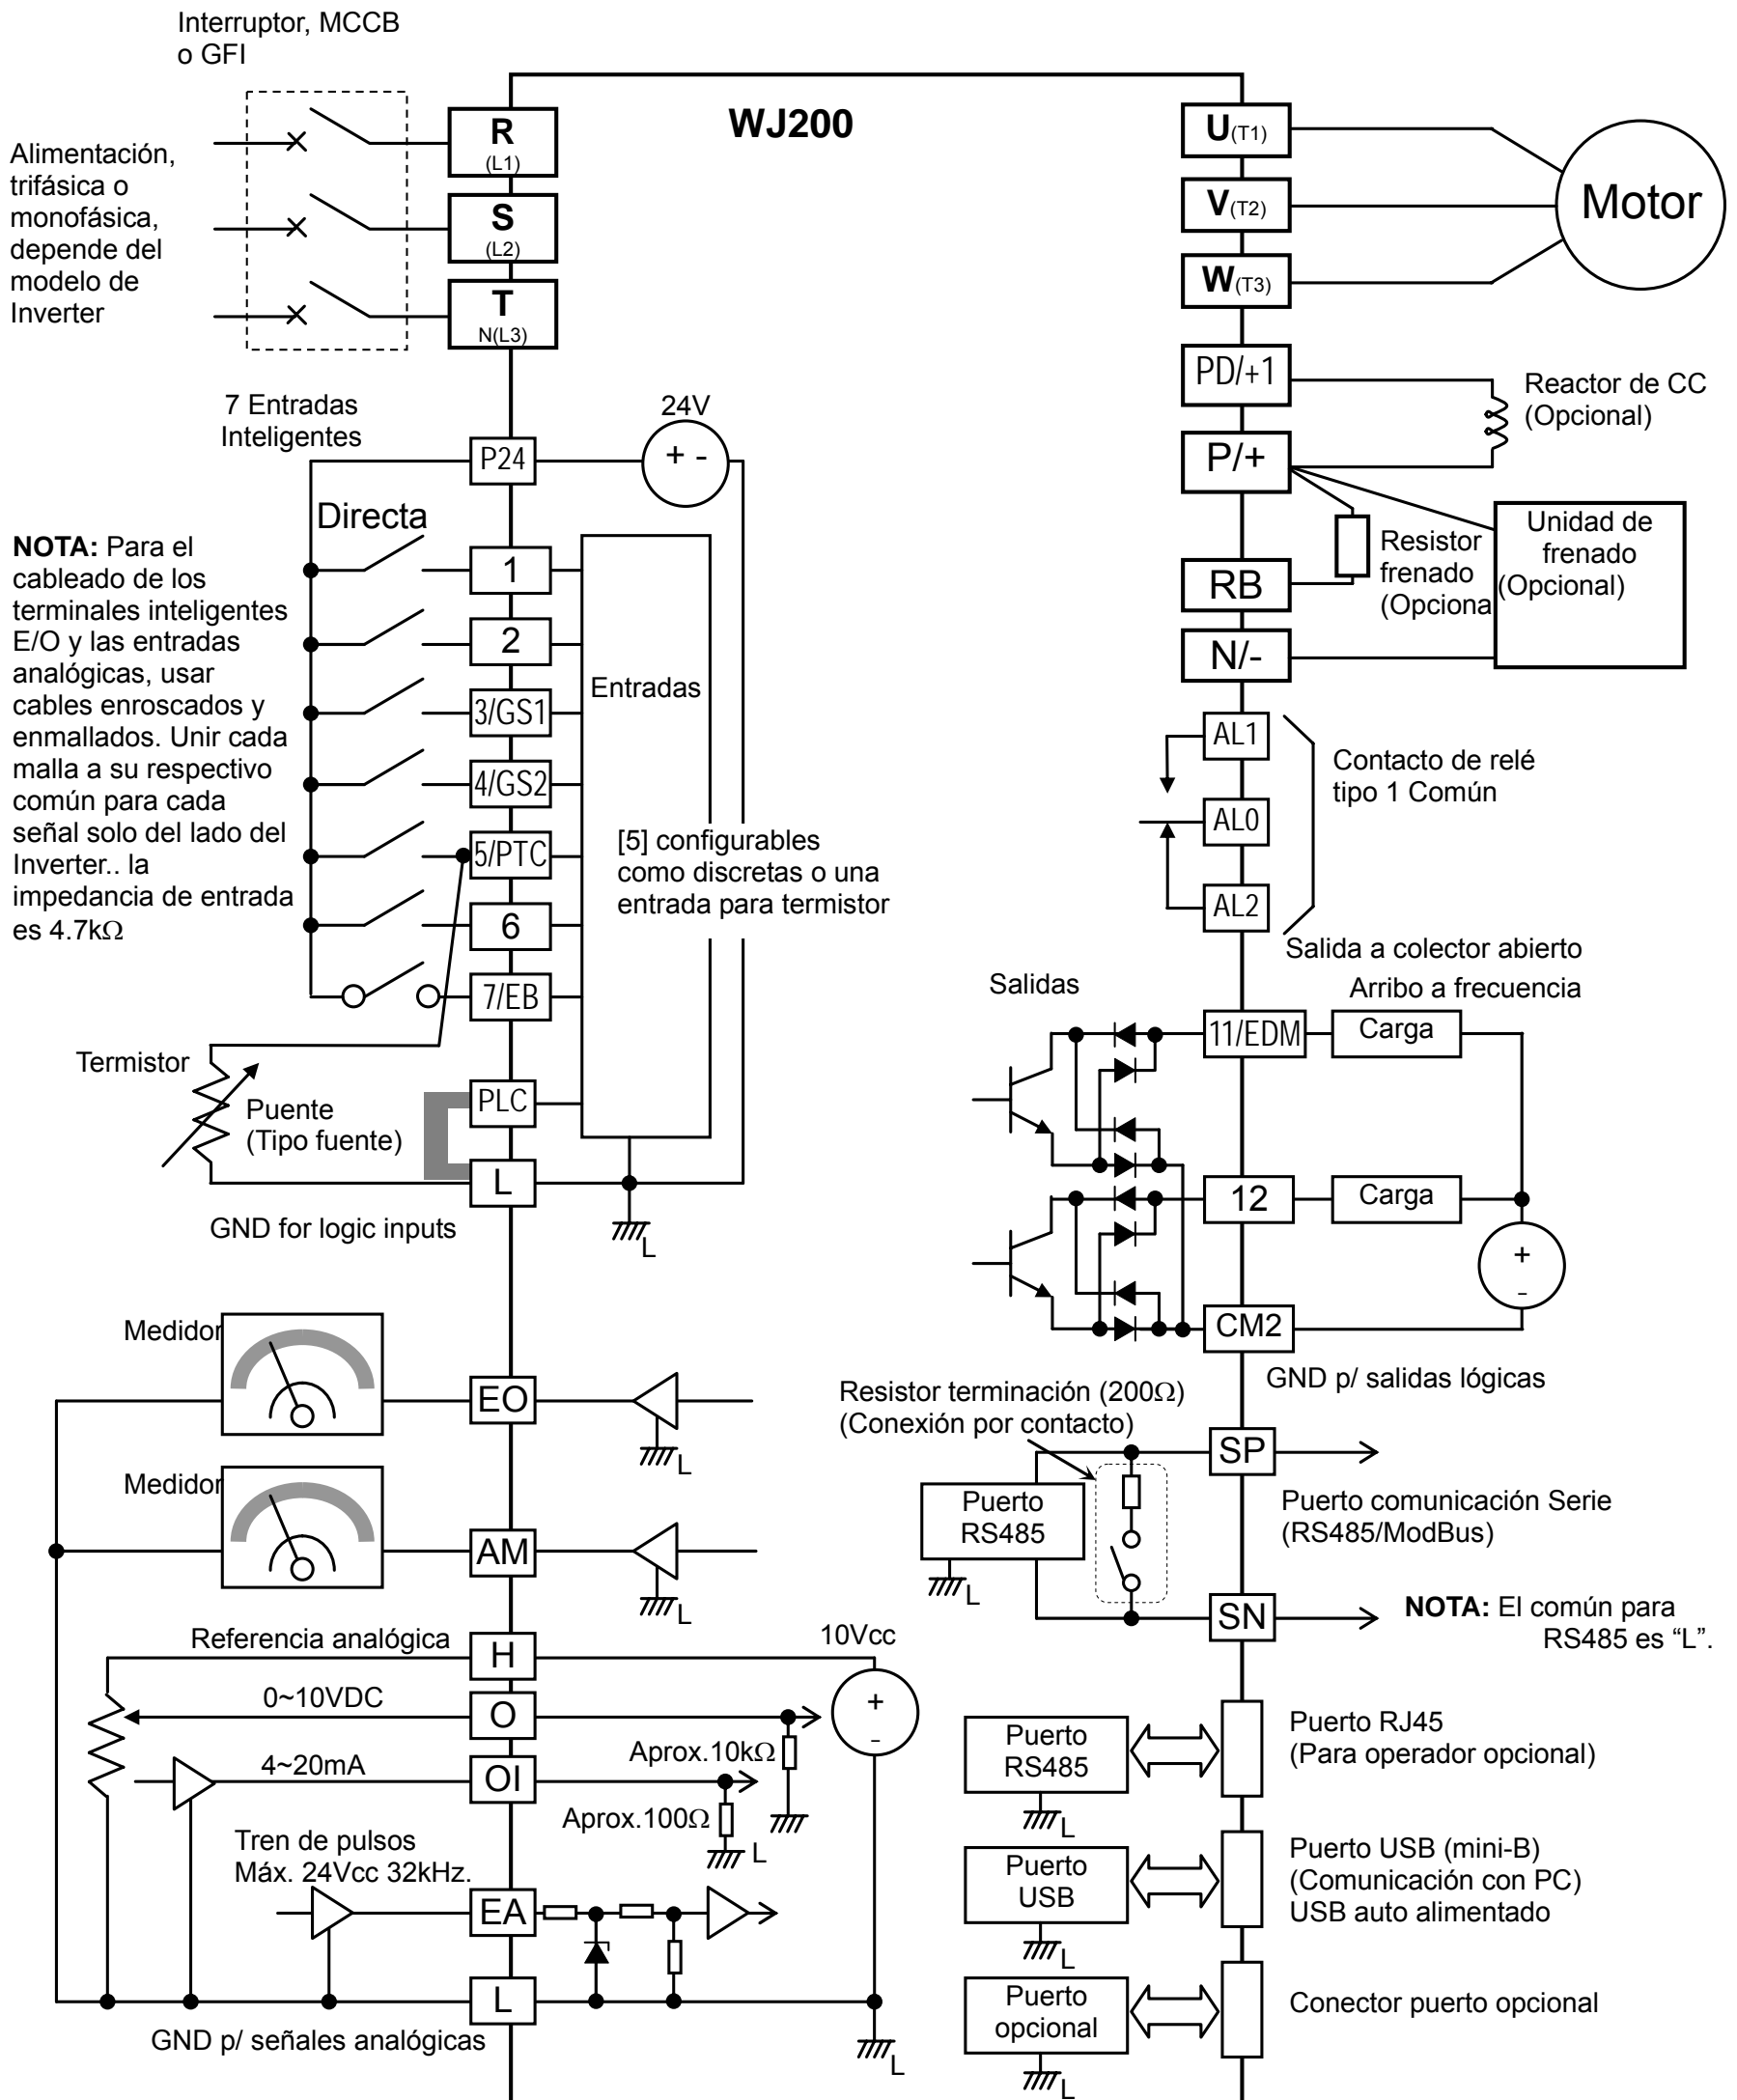 Interruptor, MCCB
o GFI
WJ200
Alimentación,
trifásica o
monofásica,
depende del
modelo de
Inverter
R
(L1)
S
(L2)
T
N(L3)
U(T1)
V(T2)
W(T3)
Motor
PD/+1
P/+
RB
N/-
Reactor de CC
(Opcional)
Resistor
frenado
(Opciona
Unidad de
frenado
(Opcional)
7 Entradas
Inteligentes
24V
P24
+ -
Directa
NOTA: Para el
cableado de los
terminales inteligentes
E/O y las entradas
analógicas, usar
cables enroscados y
enmallados. Unir cada
malla a su respectivo
común para cada
señal solo del lado del
Inverter.. la
impedancia de entrada
es 4.7kΩ
1
2
3/GS1
4/GS2
5/PTC
6
7/EB
PLC
L
Entradas
[5] configurables
como discretas o una
entrada para termistor
Termistor
Puente
(Tipo fuente)
GND for logic inputs
L
AL1
AL0
AL2
Contacto de relé
tipo 1 Común
Salida a colector abierto
Salidas
Arribo a frecuencia
11/EDM
Carga
12
Carga
+
-
CM2
GND p/ salidas lógicas
Medidor
EO
L
Medidor
AM
L
Resistor terminación (200Ω)
(Conexión por contacto)
SP
Puerto
RS485
L
Puerto comunicación Serie
(RS485/ModBus)
SN
NOTA: El común para
RS485 es “L”.
Referencia analógica
H
10Vcc
0~10VDC
O
+
-
Aprox.10kΩ
4~20mA
OI
Aprox.100Ω
L
Tren de pulsos
Máx. 24Vcc 32kHz.
EA
L
GND p/ señales analógicas
L
Puerto
RS485
L
Puerto RJ45
(Para operador opcional)
Puerto
USB
L
Puerto USB (mini-B)
(Comunicación con PC)
USB auto alimentado
Puerto
opcional
L
Conector puerto opcional